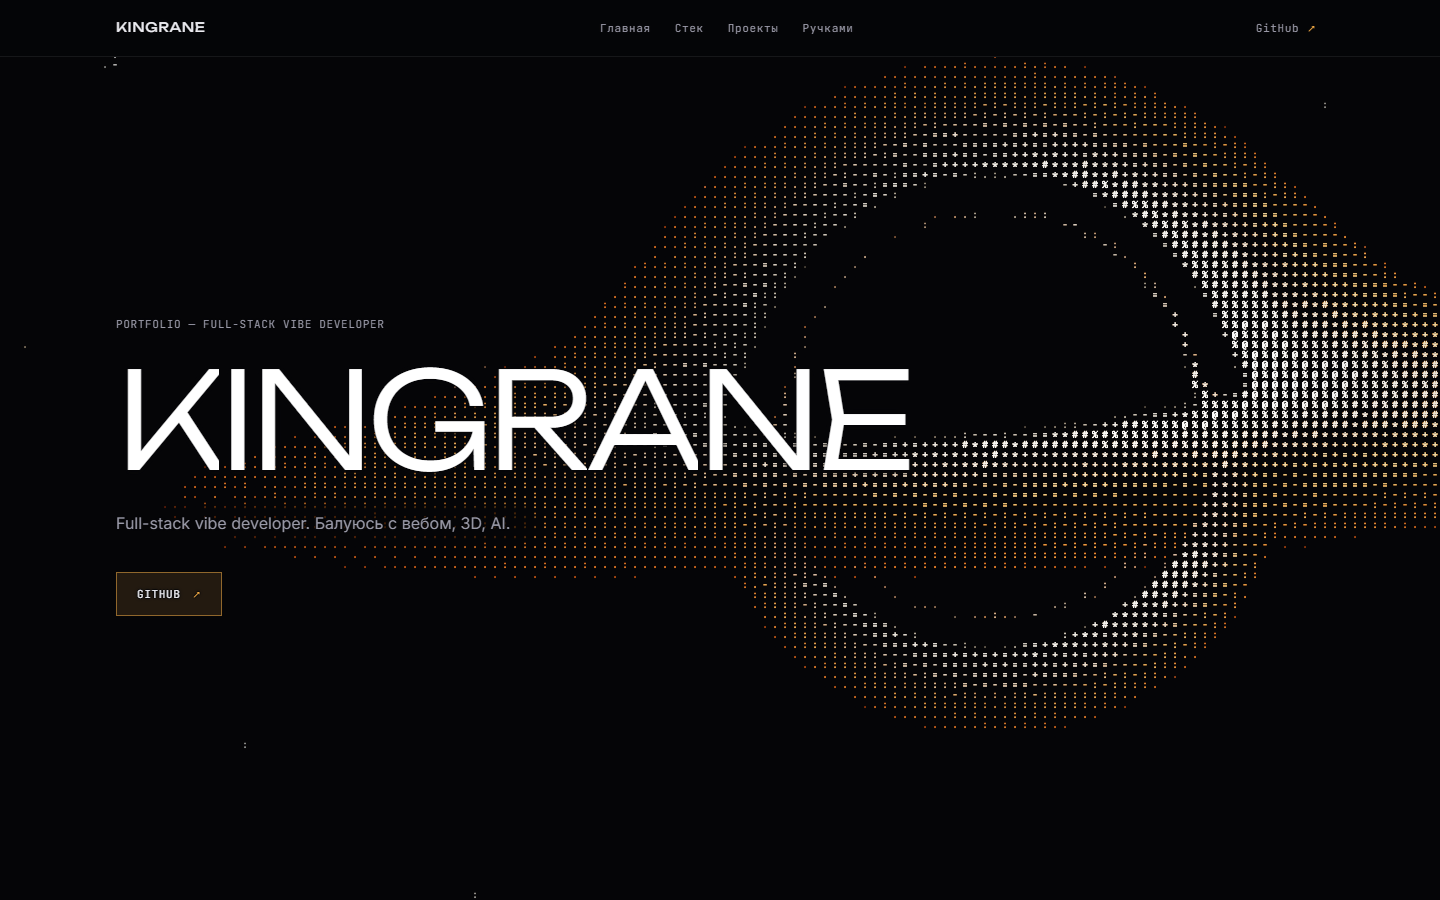 KINGRANE
Главная Стек Проекты Ручками
GitHub ↗
PORTFOLIO — FULL-STACK VIBE DEVELOPER
KINGRANE
Full-stack vibe developer. Балуюсь с вебом, 3D, AI.
GITHUB ↗